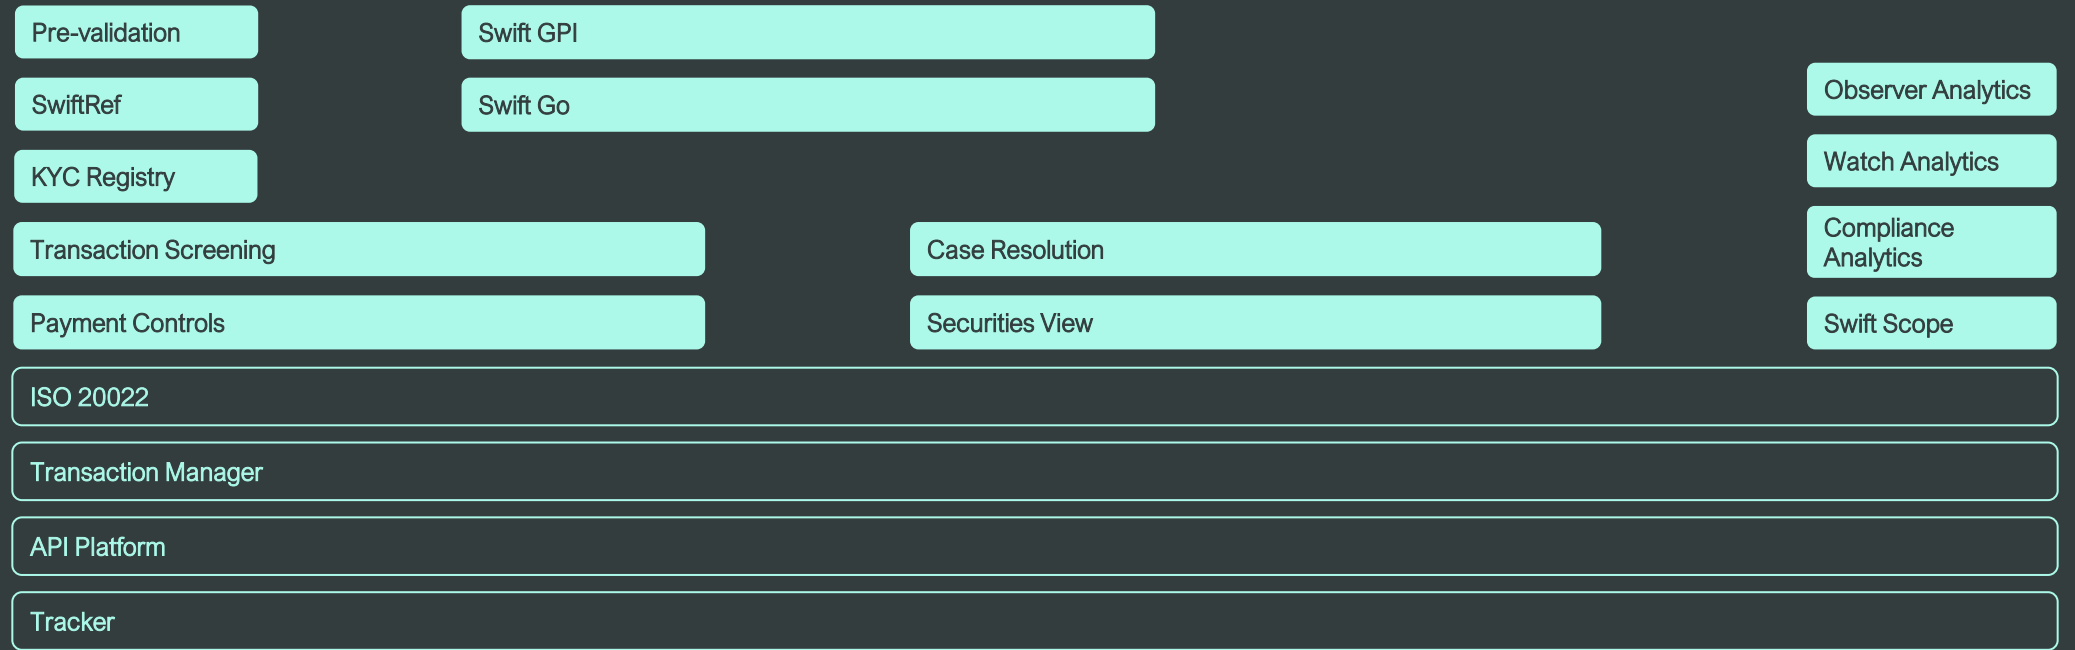 Pre-validation
Swift GPI
SwiftRef
Swift Go
KYC Registry
Transaction Screening
Case Resolution
Payment Controls
Securities View
Observer Analytics
Watch Analytics
Compliance
Analytics
Swift Scope
ISO 20022
Transaction Manager
API Platform
Tracker